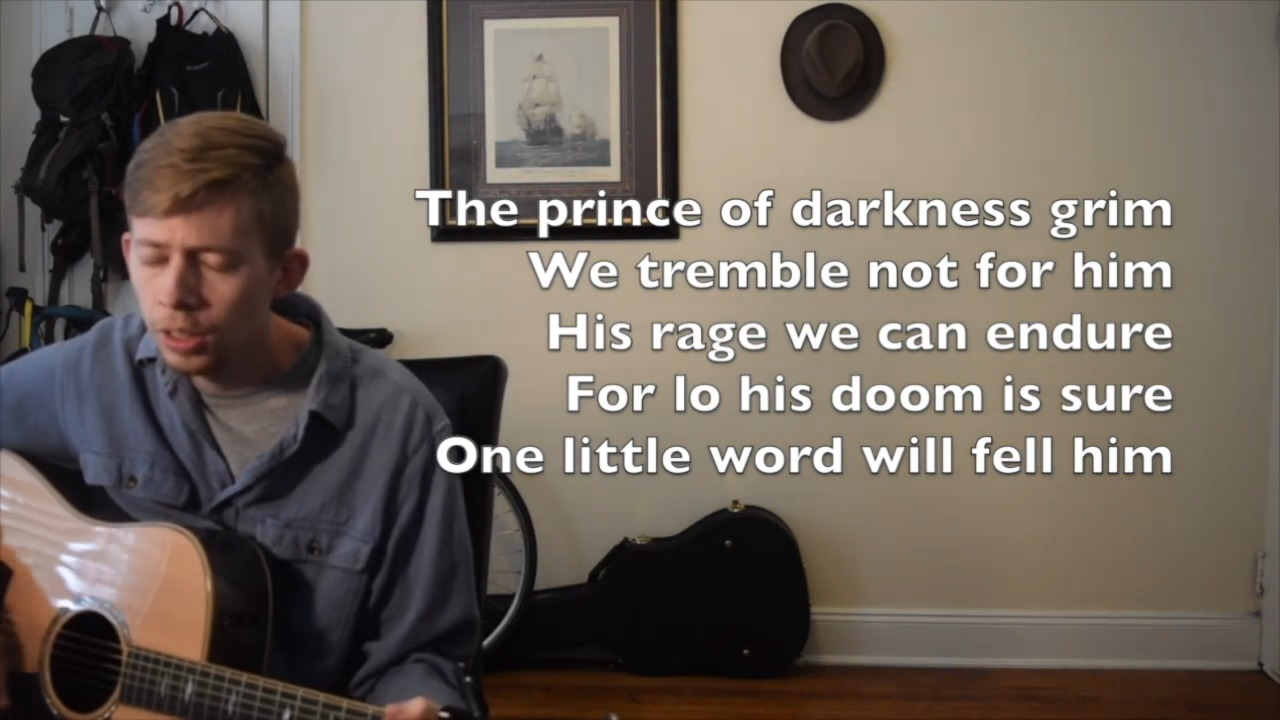 The prince of darkness grim
We tremble not for him
His rage we can endure
For lo his doom is sure
One little word will fell him